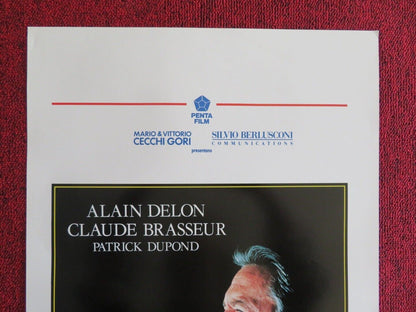 PENTA
FILM
MARIO & VITTORIO
CECCHI GORI
SILVIO BERLUSCONI
COMMUNICATIONS
presentano
ALAIN DELON
CLAUDE BRASSEUR
PATRICK DUPOND